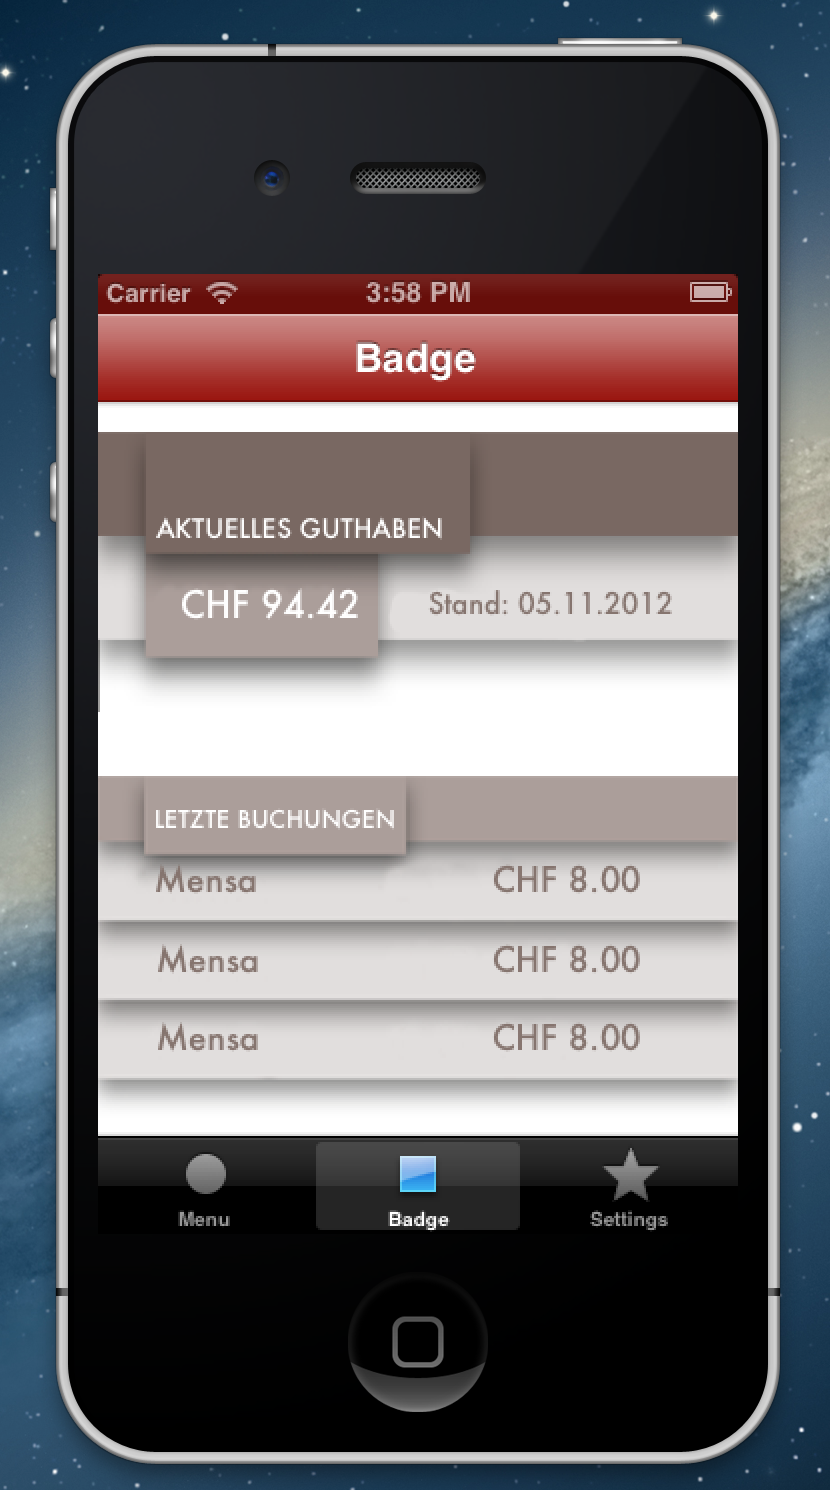 Carrier 3:58 PM
Badge
AKTUELLES GUTHABEN
CHF 94.42 Stand: 05.11.2012
LETZTE BUCHUNGEN
Mensa CHF 8.00
Mensa CHF 8.00
Mensa CHF 8.00
Menu Badge Settings